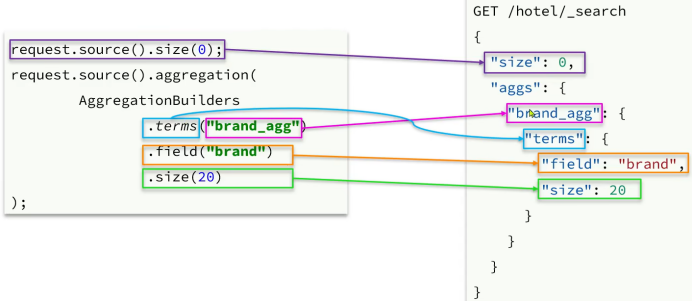 request.source().size(0);
request.source().aggregation(
AggregationBuilders
.terms("brand_agg")
.field("brand")
.size(20)
);
GET /hotel/_search
{
"size": 0,
"aggs": {
"brand_agg": {
"terms": {
"field": "brand",
"size": 20
}
}
}
}